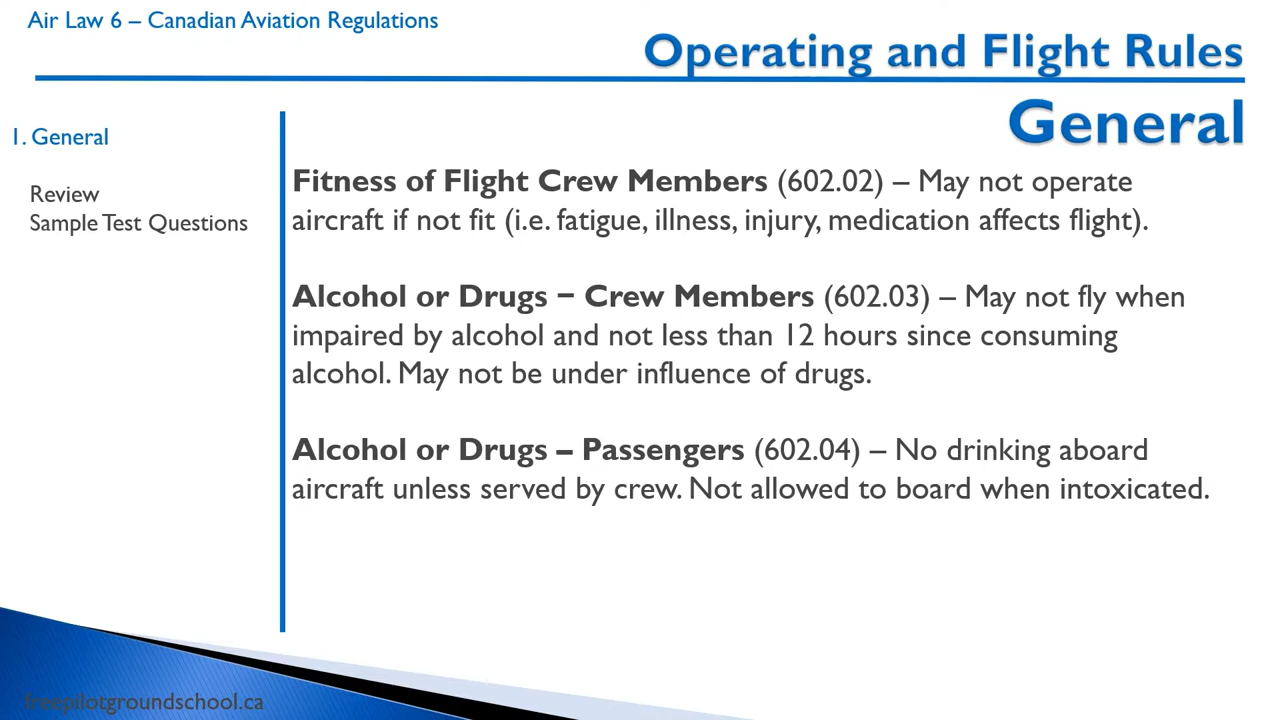 Air Law 6 – Canadian Aviation Regulations
Operating and Flight Rules
General
1. General
Review
Sample Test Questions
Fitness of Flight Crew Members (602.02) – May not operate
aircraft if not fit (i.e. fatigue, illness, injury, medication affects flight).
Alcohol or Drugs – Crew Members (602.03) – May not fly when
impaired by alcohol and not less than 12 hours since consuming
alcohol. May not be under influence of drugs.
Alcohol or Drugs – Passengers (602.04) – No drinking aboard
aircraft unless served by crew. Not allowed to board when intoxicated.
freepilotgroundschool.ca